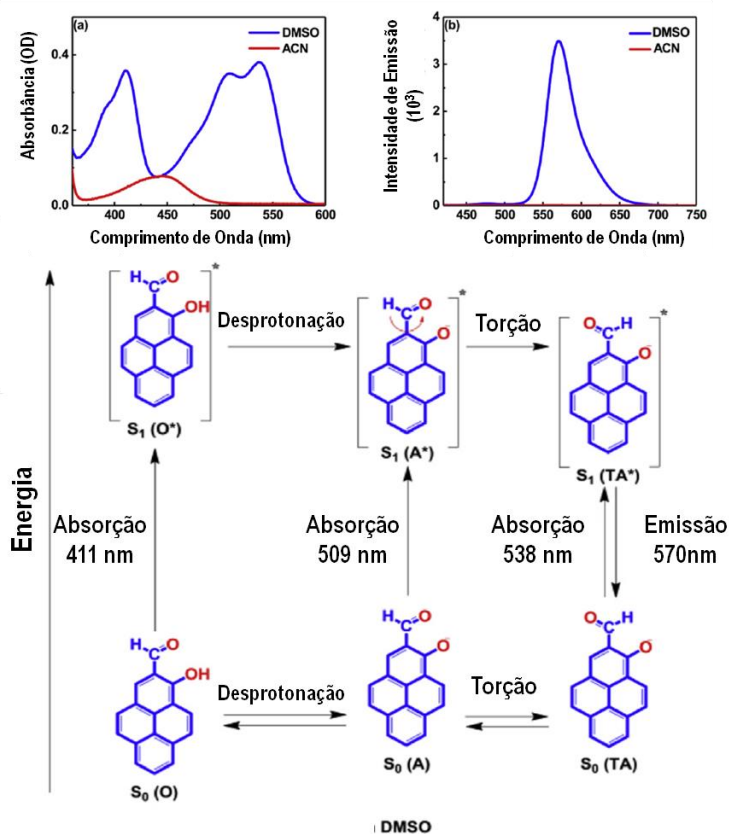 (a)
DMSO
ACN
Absorbância (OD)
0.4
0.2
0.0
400
450
500
550
600
Comprimento de Onda (nm)
(b)
DMSO
ACN
Intensidade de Emissão
(10³)
4
3
2
1
0
450
500
550
600
650
700
750
Comprimento de Onda (nm)
Energia
H
C
O
OH
*
S₁ (O*)
Desprotonação
H
C
O
O⁻
*
S₁ (A*)
Torção
O
C
H
O⁻
*
S₁ (TA*)
Absorção
411 nm
Absorção
509 nm
Absorção
538 nm
Emissão
570nm
H
C
O
OH
S₀ (O)
Desprotonação
H
C
O
O⁻
S₀ (A)
Torção
O
C
H
O⁻
S₀ (TA)
DMSO